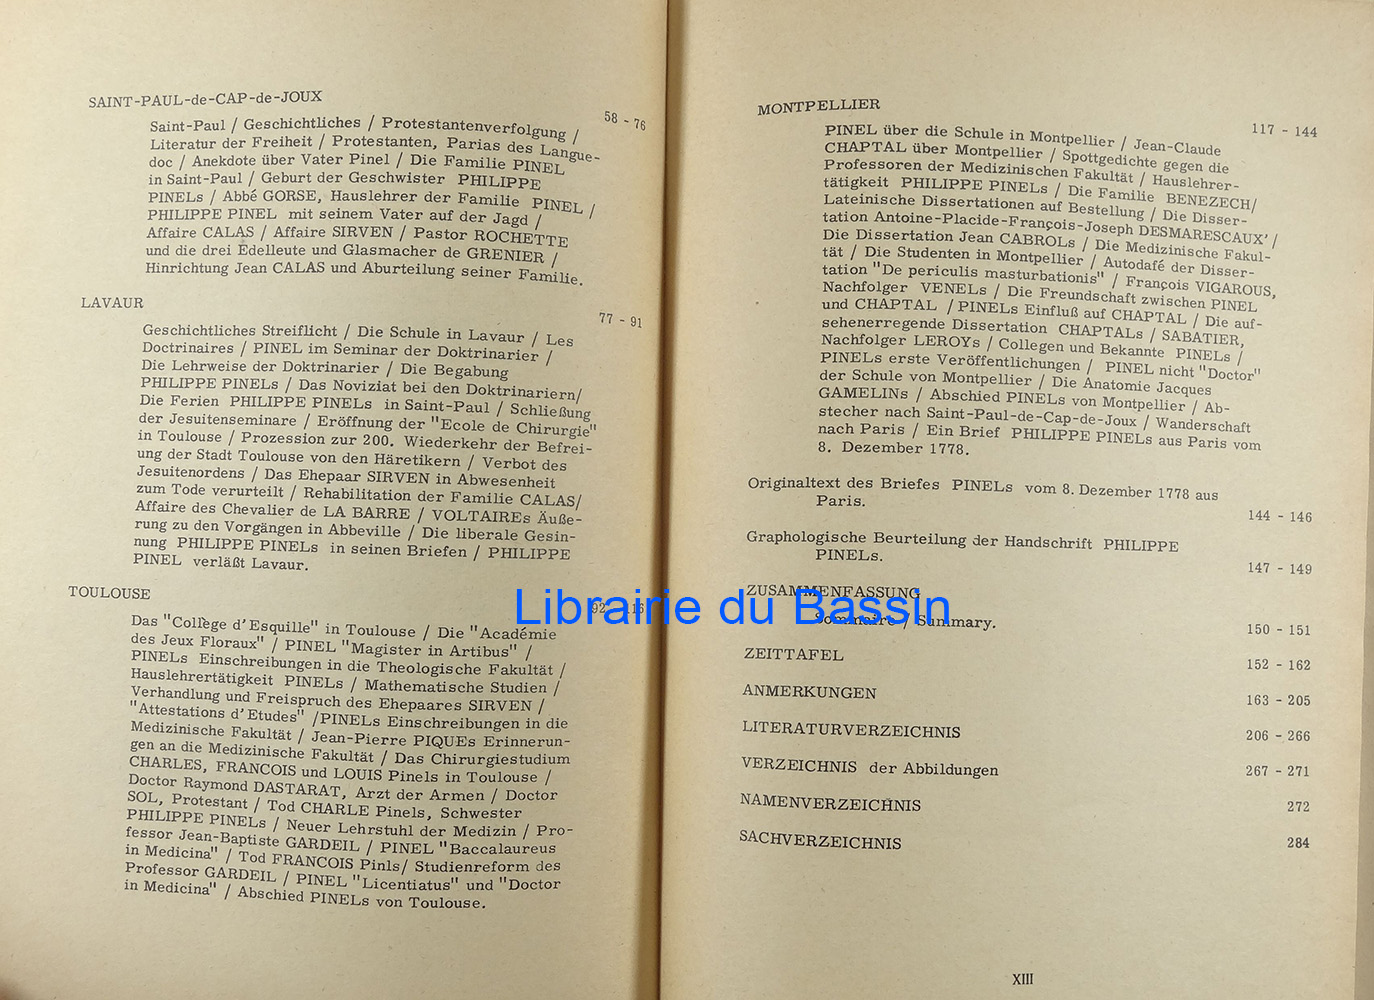 SAINT-PAUL-de-CAP-de-JOUX
58 - 76
Saint-Paul / Geschichtliches / Protestantenverfolgung /
Literatur der Freiheit / Protestanten, Parias des Langue-
doc / Anekdote über Vater Pinel / Die Familie PINEL
in Saint-Paul / Geburt der Geschwister PHILIPPE
PINELs / Abbé GORSE, Hauslehrer der Familie PINEL /
PHILIPPE PINEL mit seinem Vater auf der Jagd /
Affaire CALAS / Affaire SIRVEN / Pastor ROCHETTE
und die drei Edelleute und Glasmacher de GRENIER /
Hinrichtung Jean CALAS und Aburteilung seiner Familie.
LAVAUR
77 - 91
Geschichtliches Streiflicht / Die Schule in Lavaur / Les
Doctrinaires / PINEL im Seminar der Doktrinarier /
Die Lehrweise der Doktrinarier / Die Begabung
PHILIPPE PINELs / Das Noviziat bei den Doktrinariern/
Die Ferien PHILIPPE PINELs in Saint-Paul / Schließung
der Jesuitenseminare / Eröffnung der "Ecole de Chirurgie"
in Toulouse / Prozession zur 200. Wiederkehr der Befrei-
ung der Stadt Toulouse von den Häretikern / Verbot des
Jesuitenordens / Das Ehepaar SIRVEN in Abwesenheit
zum Tode verurteilt / Rehabilitation der Familie CALAS/
Affaire des Chevalier de LA BARRE / VOLTAIREs Äuße-
rung zu den Vorgängen in Abbeville / Die liberale Gesin-
nung PHILIPPE PINELs in seinen Briefen / PHILIPPE
PINEL verläßt Lavaur.
TOULOUSE
92 - 116
Das "Collège d'Esquille" in Toulouse / Die "Académie
des Jeux Floraux" / PINEL "Magister in Artibus" /
PINELs Einschreibungen in die Theologische Fakultät /
Hauslehrertätigkeit PINELs / Mathematische Studien /
Verhandlung und Freispruch des Ehepaares SIRVEN /
"Attestations d'Etudes" /PINELs Einschreibungen in die
Medizinische Fakultät / Jean-Pierre PIQUEs Erinnerun-
gen an die Medizinische Fakultät / Das Chirurgiestudium
CHARLES, FRANCOIS und LOUIS Pinels in Toulouse /
Doctor Raymond DASTARAT, Arzt der Armen / Doctor
SOL, Protestant / Tod CHARLE Pinels, Schwester
PHILIPPE PINELs / Neuer Lehrstuhl der Medizin / Pro-
fessor Jean-Baptiste GARDEIL / PINEL "Baccalaureus
in Medicina" / Tod FRANCOIS Pinls/ Studienreform des
Professor GARDEIL / PINEL "Licentiatus" und "Doctor
in Medicina" / Abschied PINELs von Toulouse.
MONTPELLIER
117 - 144
PINEL über die Schule in Montpellier / Jean-Claude
CHAPTAL über Montpellier / Spottgedichte gegen die
Professoren der Medizinischen Fakultät / Hauslehrer-
tätigkeit PHILIPPE PINELs / Die Familie BENEZECH/
Lateinische Dissertationen auf Bestellung / Die Disser-
tation Antoine-Placide-François-Joseph DESMARESCAUX' /
Die Dissertation Jean CABROLs / Die Medizinische Fakul-
tät / Die Studenten in Montpellier / Autodafé der Disser-
tation "De periculis masturbationis" / François VIGAROUS,
Nachfolger VENELs / Die Freundschaft zwischen PINEL
und CHAPTAL / PINELs Einfluß auf CHAPTAL / Die auf-
sehenerregende Dissertation CHAPTALs / SABATIER,
Nachfolger LEROYs / Collegen und Bekannte PINELs /
PINELs erste Veröffentlichungen / PINEL nicht "Doctor"
der Schule von Montpellier / Die Anatomie Jacques
GAMELINs / Abschied PINELs von Montpellier / Ab-
stecher nach Saint-Paul-de-Cap-de-Joux / Wanderschaft
nach Paris / Ein Brief PHILIPPE PINELs aus Paris vom
8. Dezember 1778.
Originaltext des Briefes PINELs vom 8. Dezember 1778 aus
Paris.
144 - 146
Graphologische Beurteilung der Handschrift PHILIPPE
PINELs.
147 - 149
ZUSAMMENFASSUNG
Sommaire / Summary.
150 - 151
ZEITTAFEL
152 - 162
ANMERKUNGEN
163 - 205
LITERATURVERZEICHNIS
206 - 266
VERZEICHNIS der Abbildungen
267 - 271
NAMENVERZEICHNIS
272
SACHVERZEICHNIS
284
XIII
Librairie du Bassin